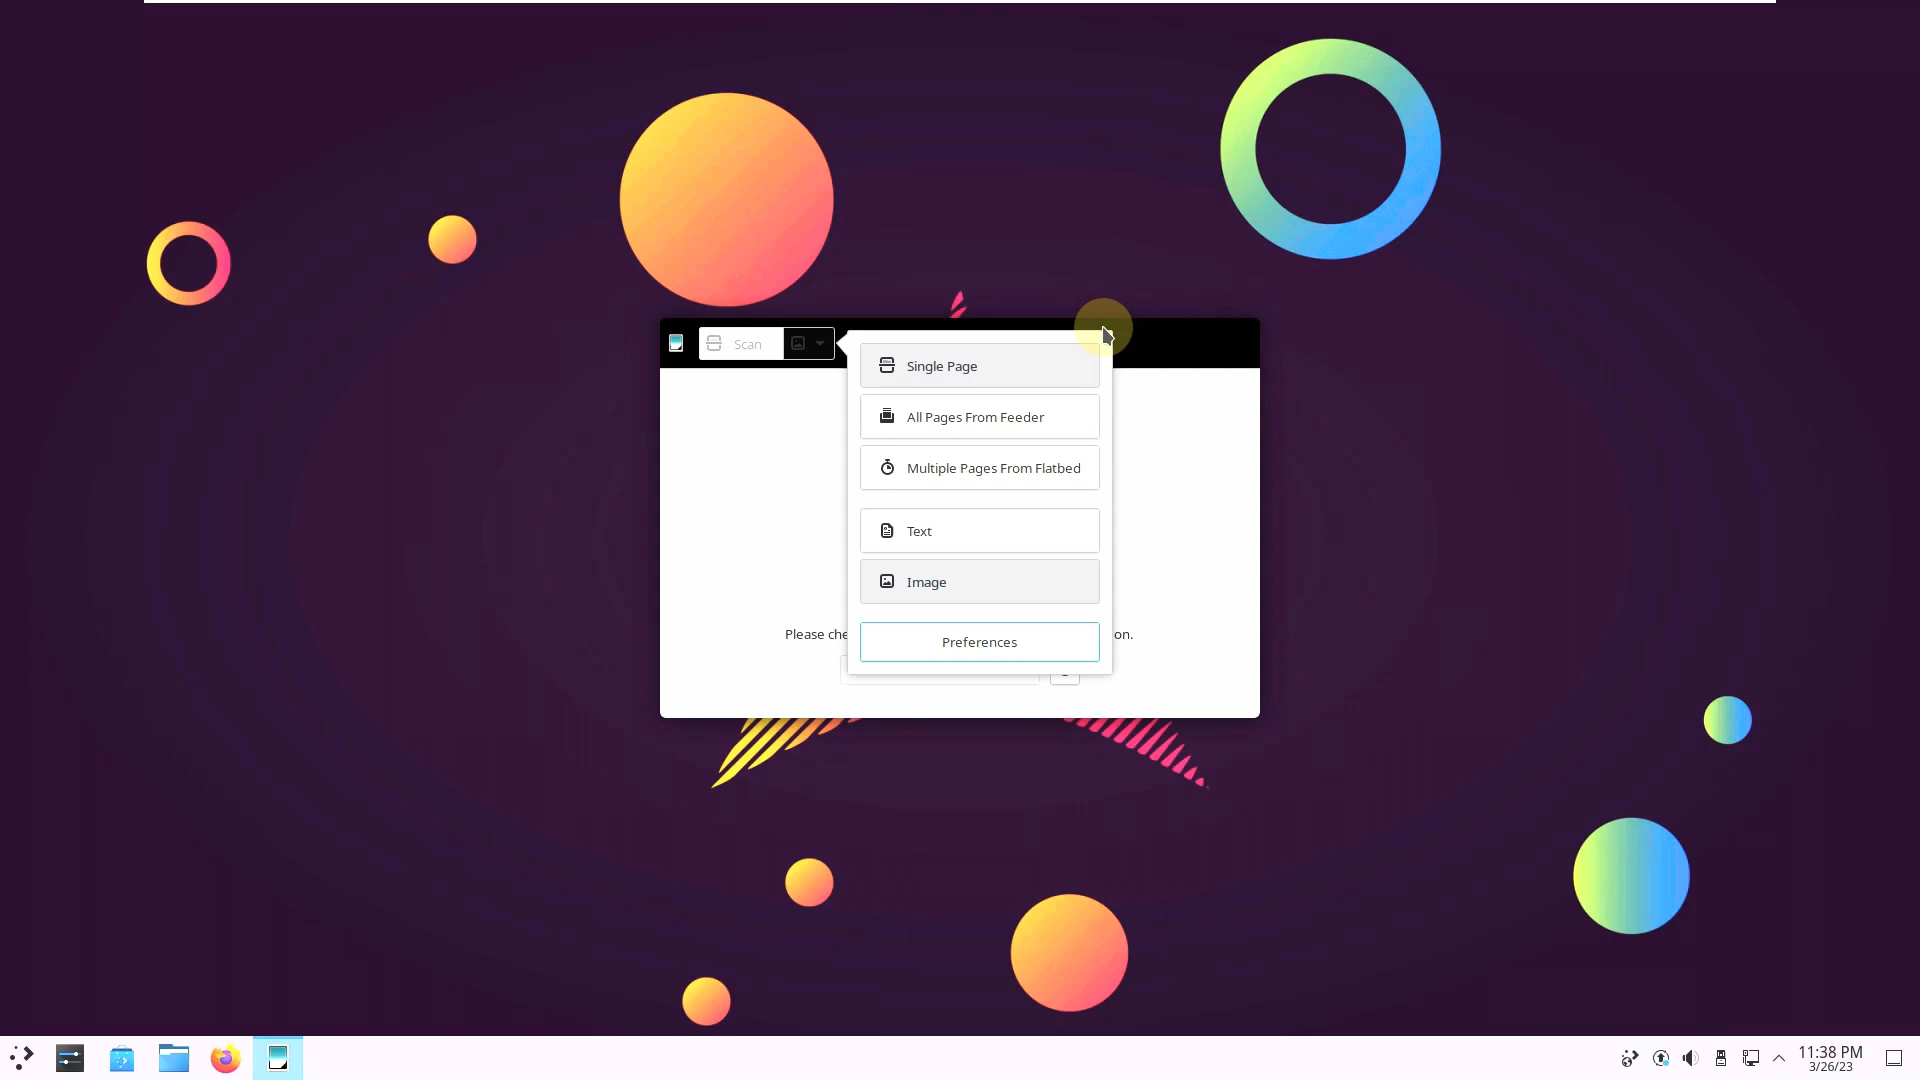 Scan
Single Page
All Pages From Feeder
Multiple Pages From Flatbed
Text
Image
Please che
on.
Preferences
11:38 PM
3/26/23